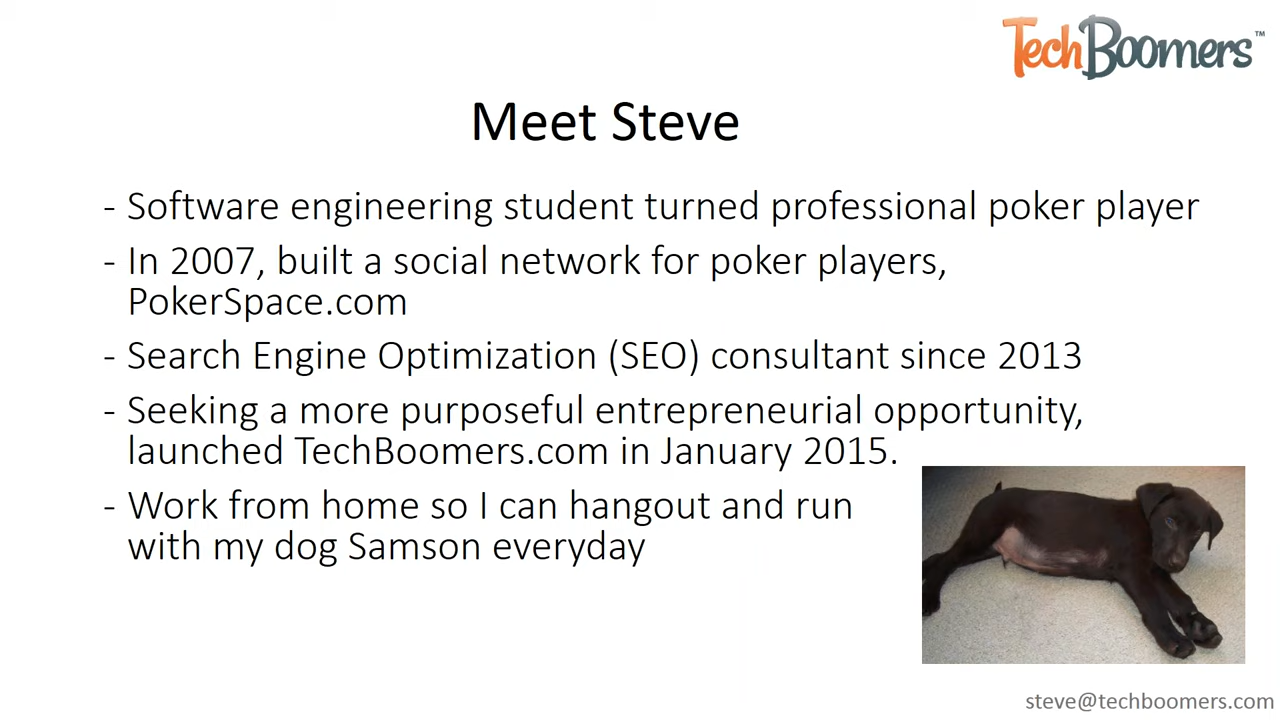 TechBoomers™
Meet Steve
- Software engineering student turned professional poker player
- In 2007, built a social network for poker players,
PokerSpace.com
- Search Engine Optimization (SEO) consultant since 2013
- Seeking a more purposeful entrepreneurial opportunity,
launched TechBoomers.com in January 2015.
- Work from home so I can hangout and run
with my dog Samson everyday
steve@techboomers.com